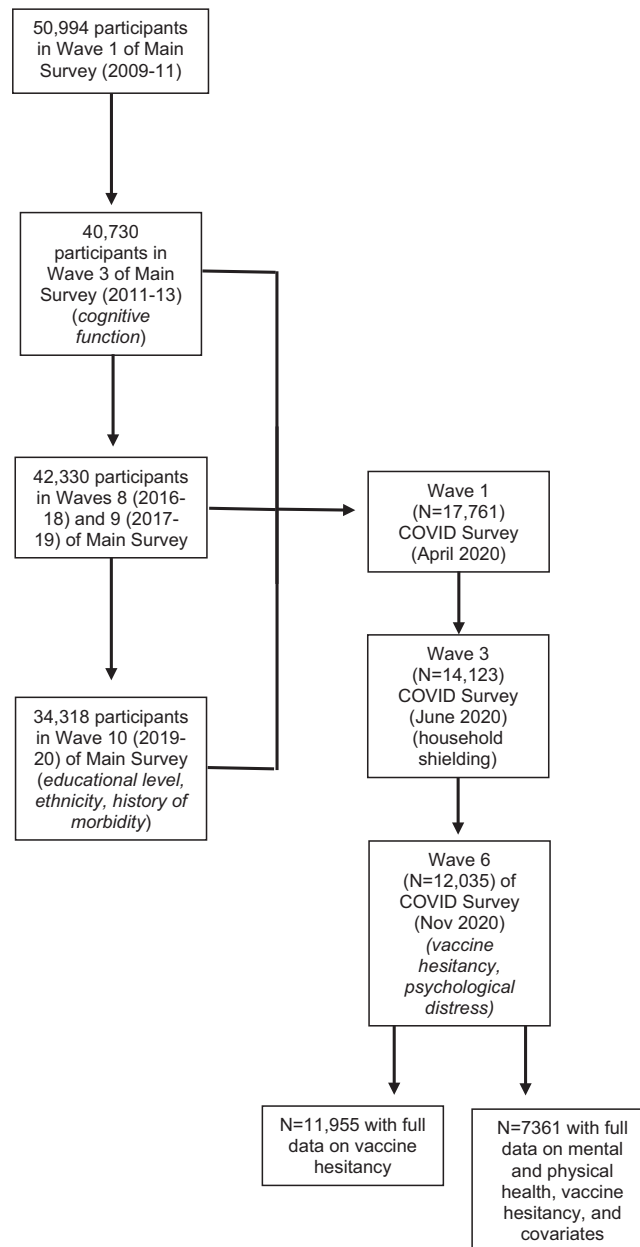 50,994 participants
in Wave 1 of Main
Survey (2009-11)
40,730
participants in
Wave 3 of Main
Survey (2011-13)
(cognitive
function)
42,330 participants
in Waves 8 (2016-
18) and 9 (2017-
19) of Main Survey
34,318 participants
in Wave 10 (2019-
20) of Main Survey
(educational level,
ethnicity, history of
morbidity)
Wave 1
(N=17,761)
COVID Survey
(April 2020)
Wave 3
(N=14,123)
COVID Survey
(June 2020)
(household
shielding)
Wave 6
(N=12,035) of
COVID Survey
(Nov 2020)
(vaccine
hesitancy,
psychological
distress)
N=11,955 with full
data on vaccine
hesitancy
N=7361 with full
data on mental
and physical
health, vaccine
hesitancy, and
covariates